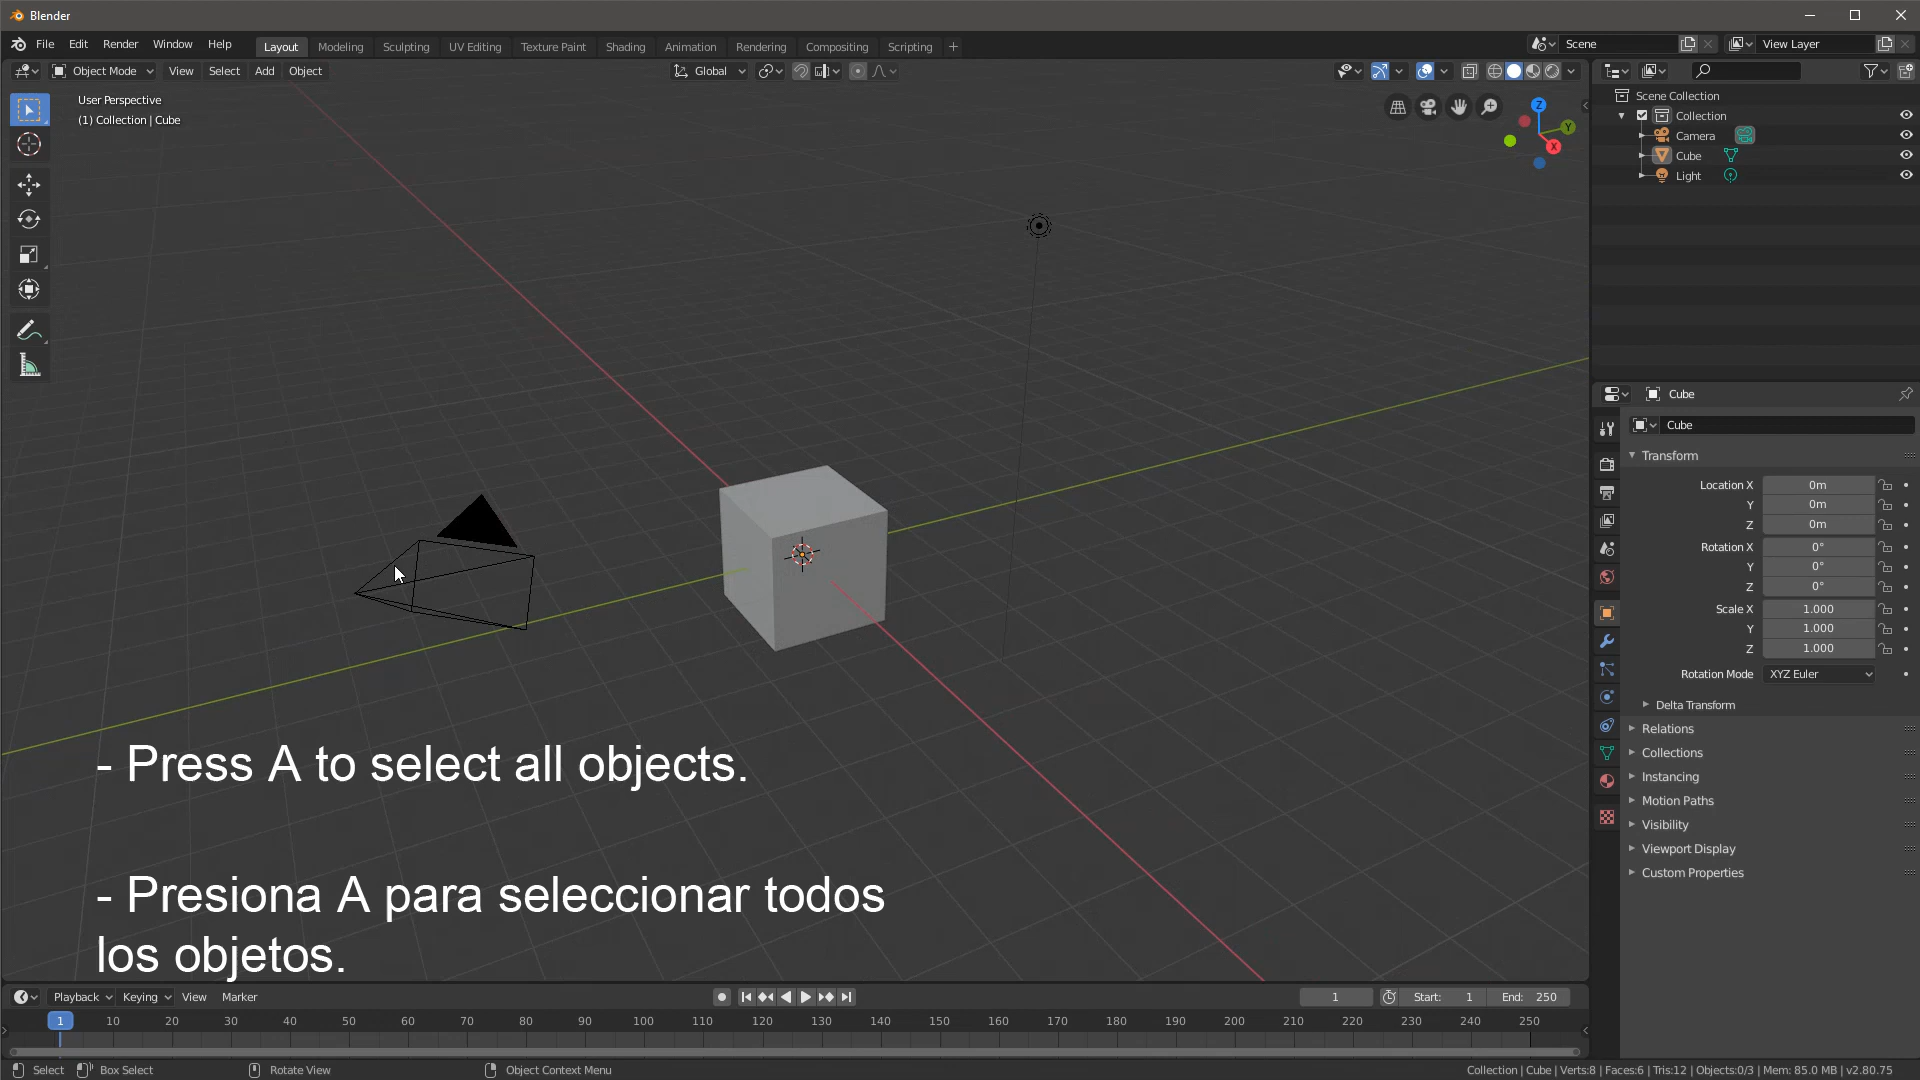 Blender
File Edit Render Window Help Layout Modeling Sculpting UV Editing Texture Paint Shading Animation Rendering Compositing Scripting + Scene View Layer
Object Mode View Select Add Object Global
User Perspective
(1) Collection | Cube
Z
Y
X
Scene Collection
Collection
Camera
Cube
Light
Cube
Cube
Transform
Location X 0m
Y 0m
Z 0m
Rotation X 0°
Y 0°
Z 0°
Scale X 1.000
Y 1.000
Z 1.000
Rotation Mode XYZ Euler
Delta Transform
Relations
Collections
Instancing
Motion Paths
Visibility
Viewport Display
Custom Properties
- Press A to select all objects.
- Presiona A para seleccionar todos
los objetos.
Playback Keying View Marker 1 Start: 1 End: 250
1 10 20 30 40 50 60 70 80 90 100 110 120 130 140 150 160 170 180 190 200 210 220 230 240 250
Select Box Select Rotate View Object Context Menu Collection | Cube | Verts:8 | Faces:6 | Tris:12 | Objects:0/3 | Mem: 85.0 MB | v2.80.75